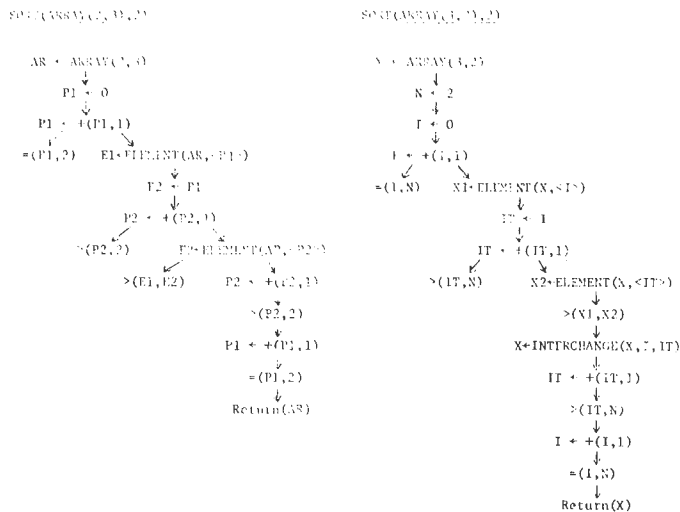 SORT(ARRAY(2,3),2)
AR ← ARRAY(2,3)
P1 ← 0
P1 ← +(P1,1)
=(P1,2) E1←ELEMENT(AR,<P1>)
P2 ← P1
P2 ← +(P2,1)
>(P2,2) E2←ELEMENT(AR,<P2>)
>(E1,E2) P2 ← +(P2,1)
>(P2,2)
P1 ← +(P1,1)
=(P1,2)
Return(AR)
SORT(ARRAY(3,2),2)
X ← ARRAY(3,2)
N ← 2
I ← 0
I ← +(I,1)
=(I,N) X1←ELEMENT(X,<I>)
IT ← I
IT ← +(IT,1)
>(IT,N) X2←ELEMENT(X,<IT>)
>(X1,X2)
X←INTERCHANGE(X,I,IT)
IT ← +(IT,1)
>(IT,N)
I ← +(I,1)
=(I,N)
Return(X)